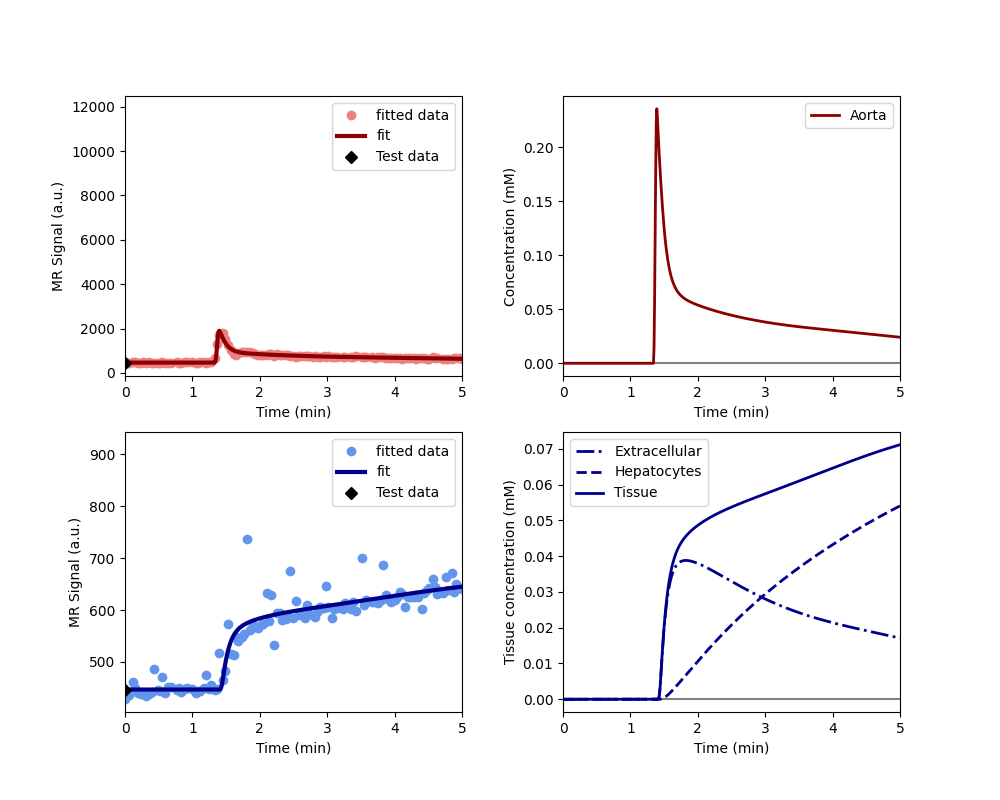 12000
10000
8000
6000
4000
2000
0
MR Signal (a.u.)
fitted data
fit
Test data
0 1 2 3 4 5
Time (min)
0.20
0.15
0.10
0.05
0.00
Concentration (mM)
Aorta
0 1 2 3 4 5
Time (min)
900
800
700
600
500
MR Signal (a.u.)
fitted data
fit
Test data
0 1 2 3 4 5
Time (min)
0.07
0.06
0.05
0.04
0.03
0.02
0.01
0.00
Tissue concentration (mM)
Extracellular
Hepatocytes
Tissue
0 1 2 3 4 5
Time (min)